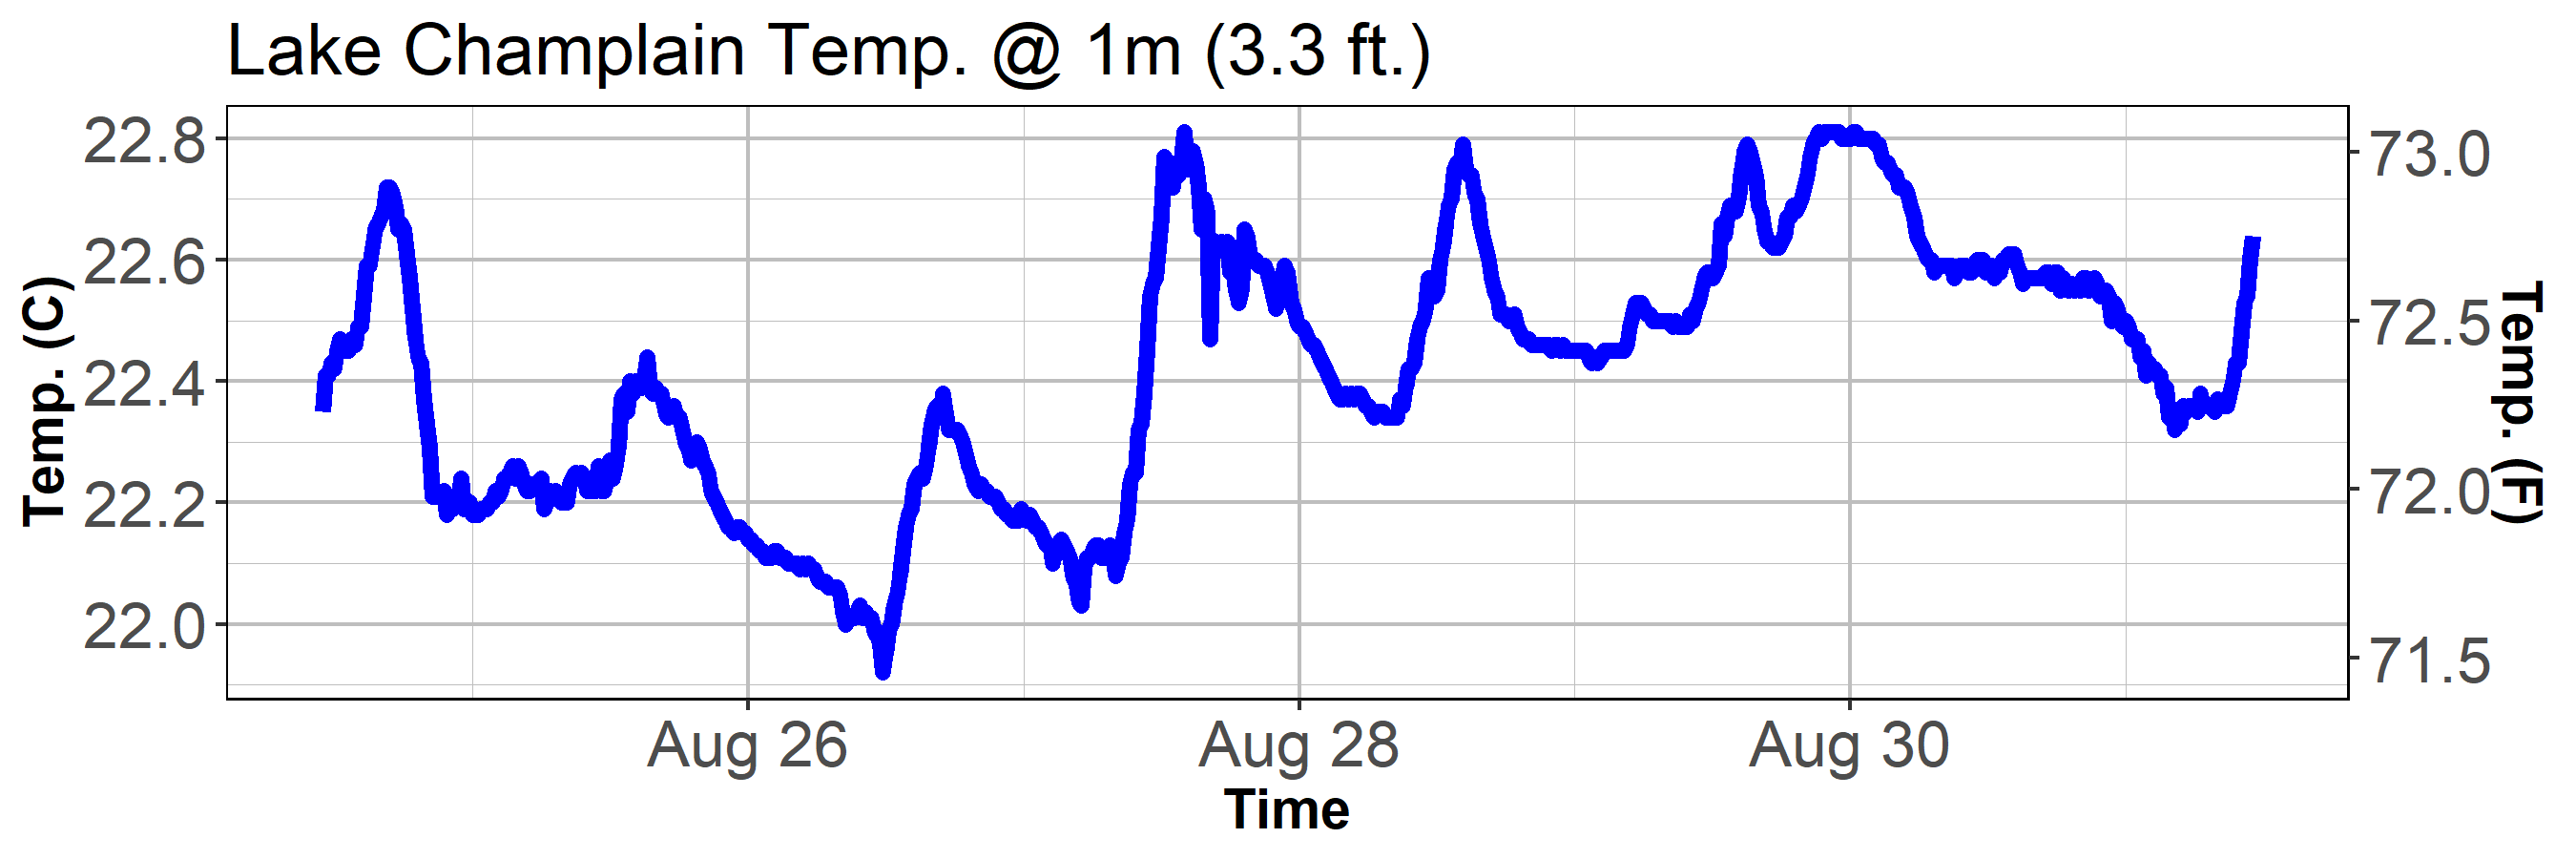 Lake Champlain Temp. @ 1m (3.3 ft.)
22.8
22.6
22.4
22.2
22.0
Temp. (C)
73.0
72.5
72.0
71.5
Temp. (F)
Aug 26
Aug 28
Aug 30
Time